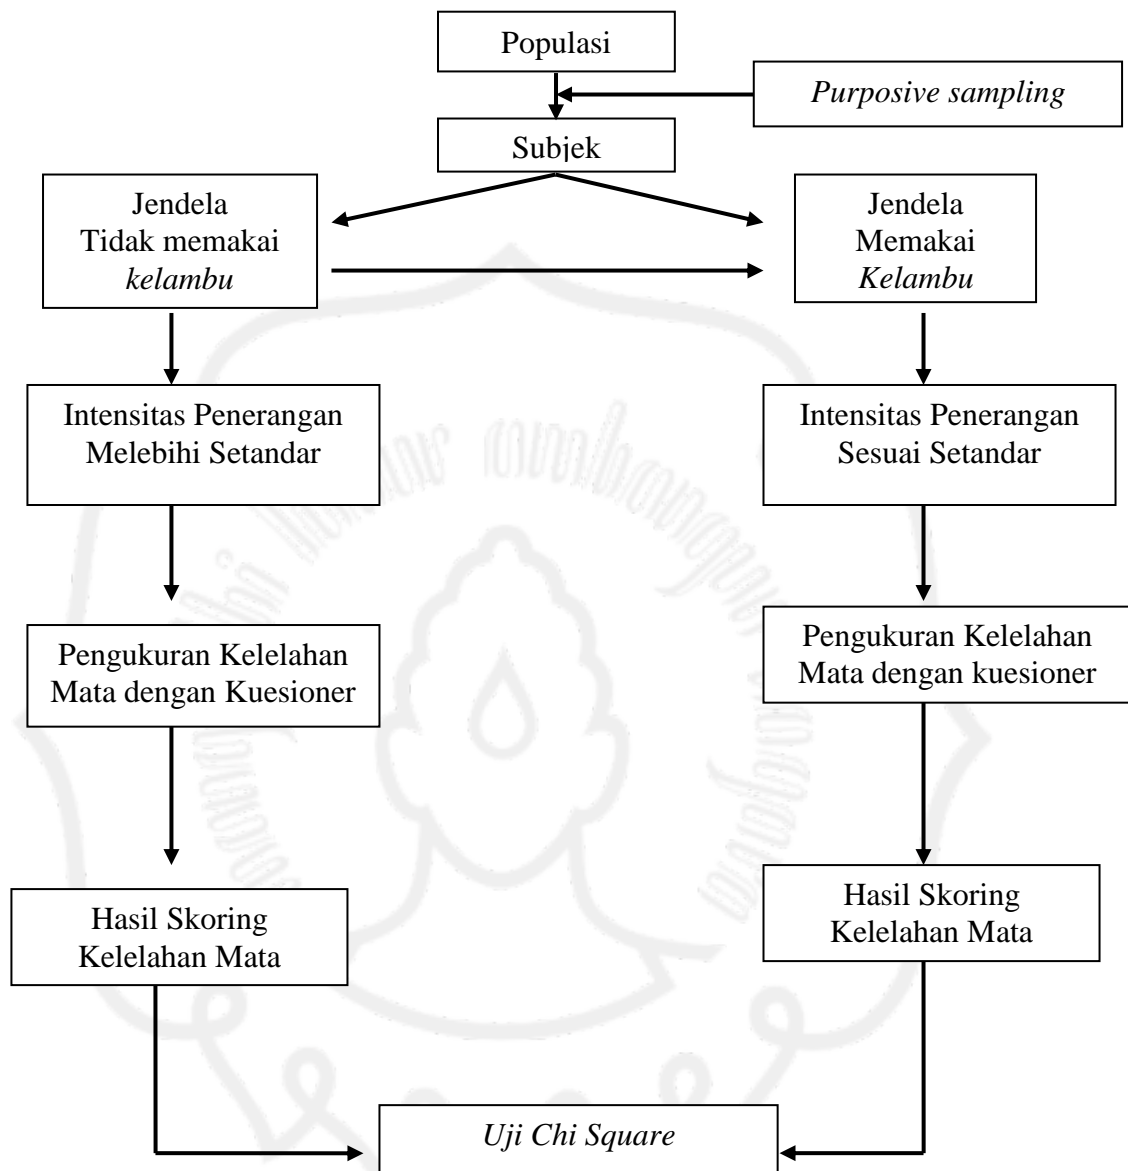 Populasi
Purposive sampling
Subjek
Jendela
Tidak memakai
kelambu
Jendela
Memakai
Kelambu
Intensitas Penerangan
Melebihi Setandar
Intensitas Penerangan
Sesuai Setandar
Pengukuran Kelelahan
Mata dengan Kuesioner
Pengukuran Kelelahan
Mata dengan kuesioner
Hasil Skoring
Kelelahan Mata
Hasil Skoring
Kelelahan Mata
Uji Chi Square